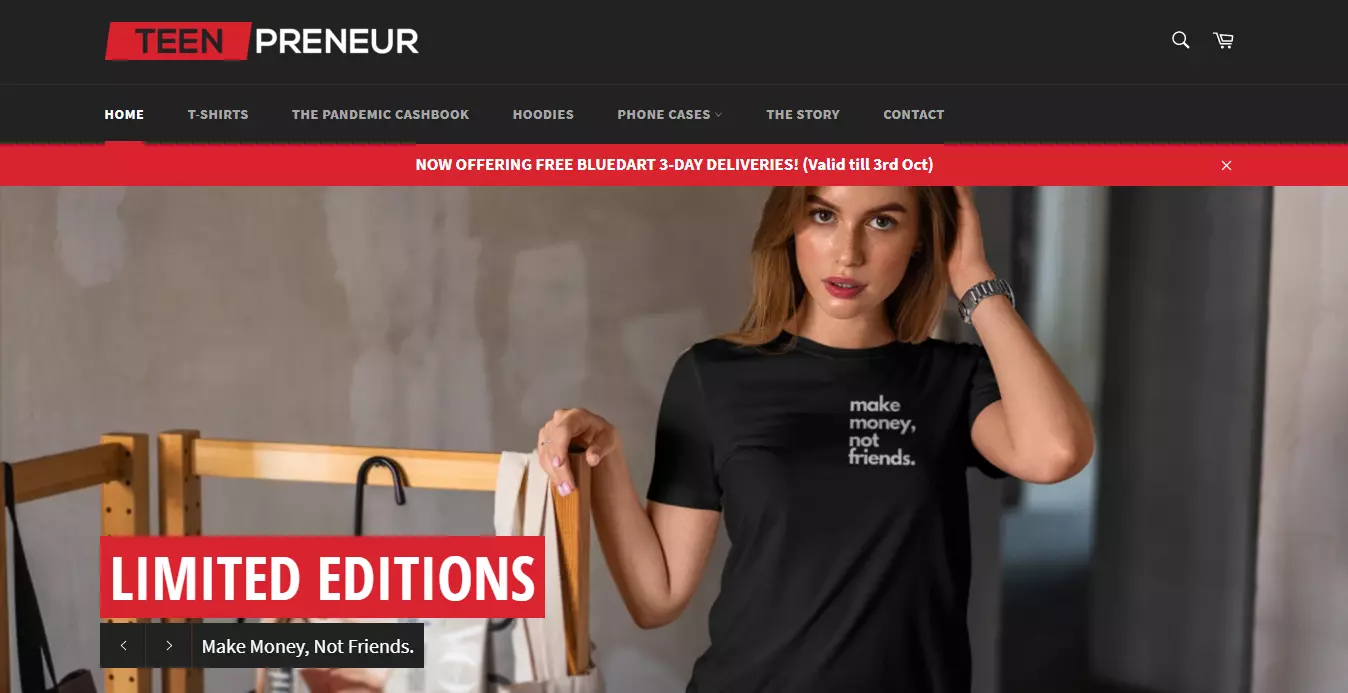 TEEN PRENEUR
HOME T-SHIRTS THE PANDEMIC CASHBOOK HOODIES PHONE CASES THE STORY CONTACT
NOW OFFERING FREE BLUEDART 3-DAY DELIVERIES! (Valid till 3rd Oct)
make
money,
not
friends.
LIMITED EDITIONS
Make Money, Not Friends.